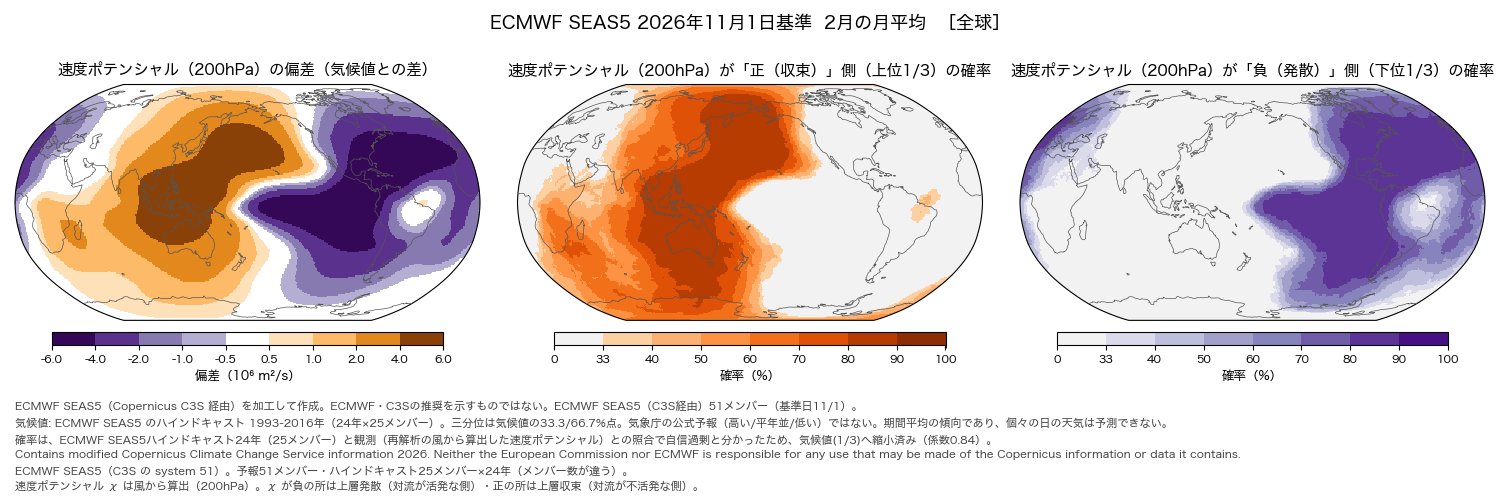 ECMWF SEAS5 2026年11月1日基準 2月の月平均 ［全球］
速度ポテンシャル（200hPa）の偏差（気候値との差）
速度ポテンシャル（200hPa）が「正（収束）」側（上位1/3）の確率
速度ポテンシャル（200hPa）が「負（発散）」側（下位1/3）の確率
-6.0 -4.0 -2.0 -1.0 -0.5 0.5 1.0 2.0 4.0 6.0
偏差（10⁶ m²/s）
0 33 40 50 60 70 80 90 100
確率（%）
0 33 40 50 60 70 80 90 100
確率（%）
ECMWF SEAS5（Copernicus C3S 経由）を加工して作成。ECMWF・C3Sの推奨を示すものではない。ECMWF SEAS5（C3S経由）51メンバー（基準日11/1）。
気候値: ECMWF SEAS5 のハインドキャスト 1993-2016年（24年×25メンバー）。三分位は気候値の33.3/66.7%点。気象庁の公式予報（高い/平年並/低い）ではない。期間平均の傾向であり、個々の日の天気は予測できない。
確率は、ECMWF SEAS5ハインドキャスト24年（25メンバー）と観測（再解析の風から算出した速度ポテンシャル）との照合で自信過剰と分かったため、気候値(1/3)へ縮小済み（係数0.84）。
Contains modified Copernicus Climate Change Service information 2026. Neither the European Commission nor ECMWF is responsible for any use that may be made of the Copernicus information or data it contains.
ECMWF SEAS5（C3S の system 51）。予報51メンバー・ハインドキャスト25メンバー×24年（メンバー数が違う）。
速度ポテンシャル χ は風から算出（200hPa）。χ が負の所は上層発散（対流が活発な側）・正の所は上層収束（対流が不活発な側）。